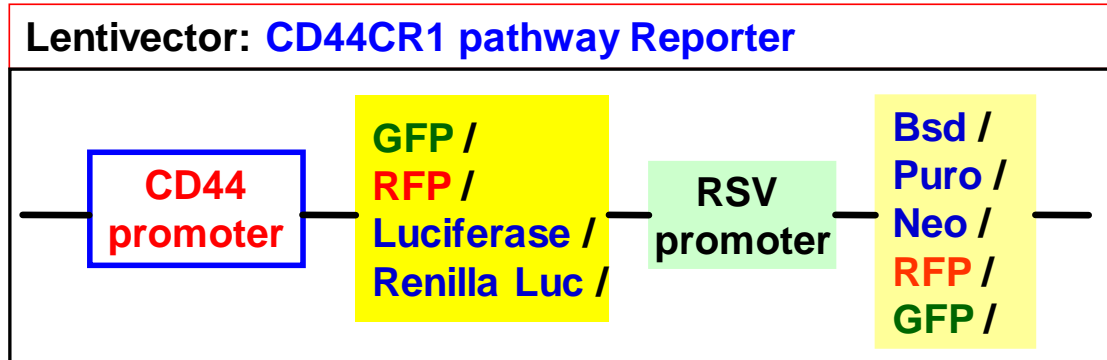 Lentivector: CD44CR1 pathway Reporter
CD44
promoter
GFP /
RFP /
Luciferase /
Renilla Luc /
RSV
promoter
Bsd /
Puro /
Neo /
RFP /
GFP /